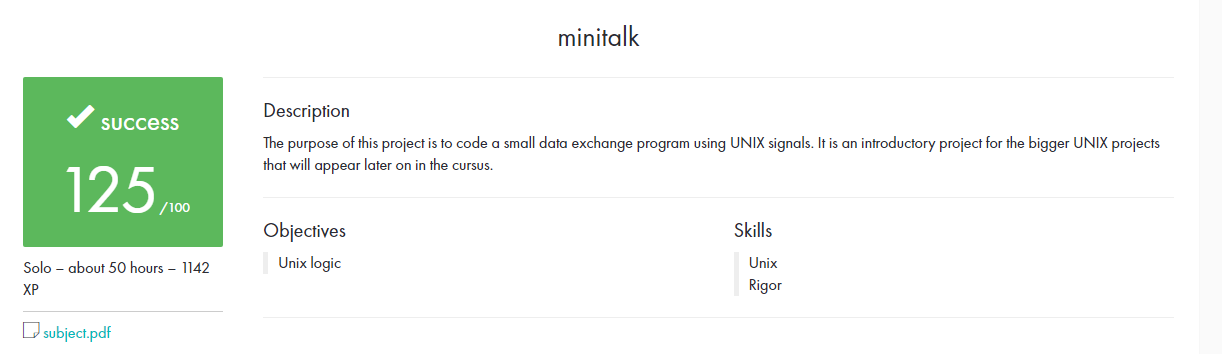 minitalk
success
125/100
Solo – about 50 hours – 1142
XP
subject.pdf
Description
The purpose of this project is to code a small data exchange program using UNIX signals. It is an introductory project for the bigger UNIX projects
that will appear later on in the cursus.
Objectives
Unix logic
Skills
Unix
Rigor